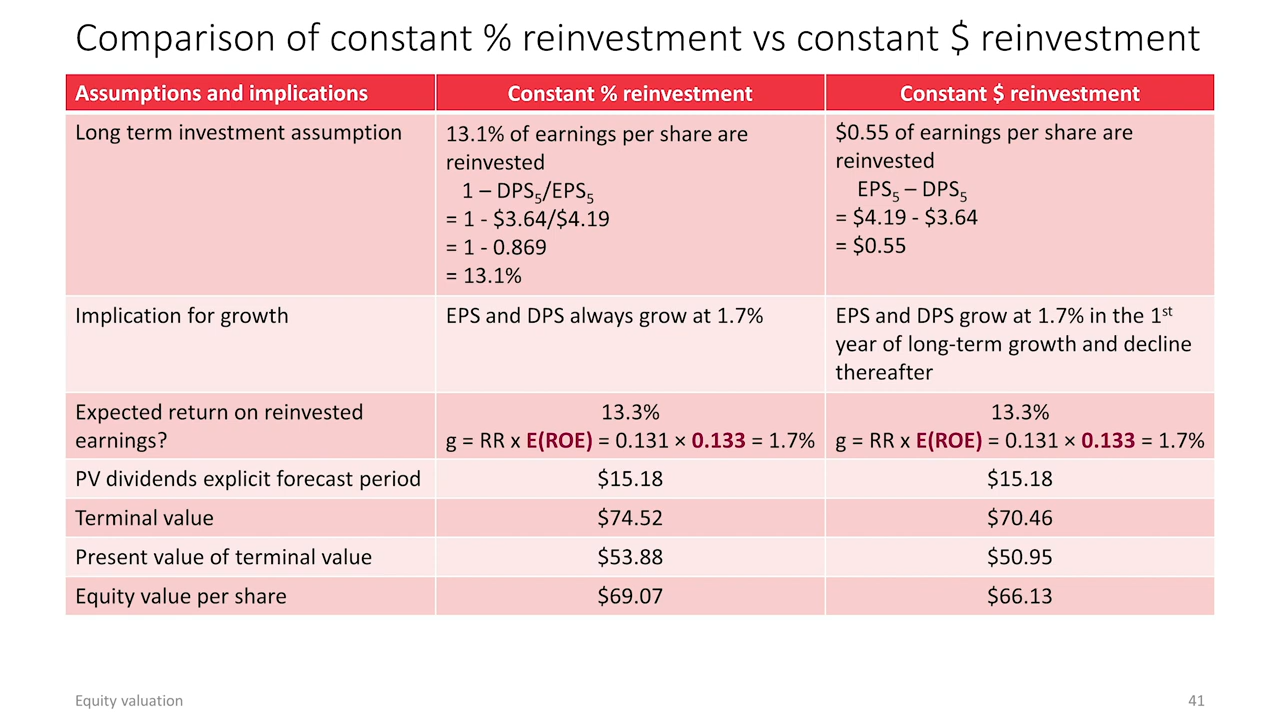 Comparison of constant % reinvestment vs constant $ reinvestment
Assumptions and implications
Constant % reinvestment
Constant $ reinvestment
Long term investment assumption
13.1% of earnings per share are
reinvested
1 – DPS5/EPS5
= 1 - $3.64/$4.19
= 1 - 0.869
= 13.1%
$0.55 of earnings per share are
reinvested
EPS5 – DPS5
= $4.19 - $3.64
= $0.55
Implication for growth
EPS and DPS always grow at 1.7%
EPS and DPS grow at 1.7% in the 1st
year of long-term growth and decline
thereafter
Expected return on reinvested
earnings?
13.3%
g = RR x E(ROE) = 0.131 × 0.133 = 1.7%
13.3%
g = RR x E(ROE) = 0.131 × 0.133 = 1.7%
PV dividends explicit forecast period
$15.18
$15.18
Terminal value
$74.52
$70.46
Present value of terminal value
$53.88
$50.95
Equity value per share
$69.07
$66.13
Equity valuation
41